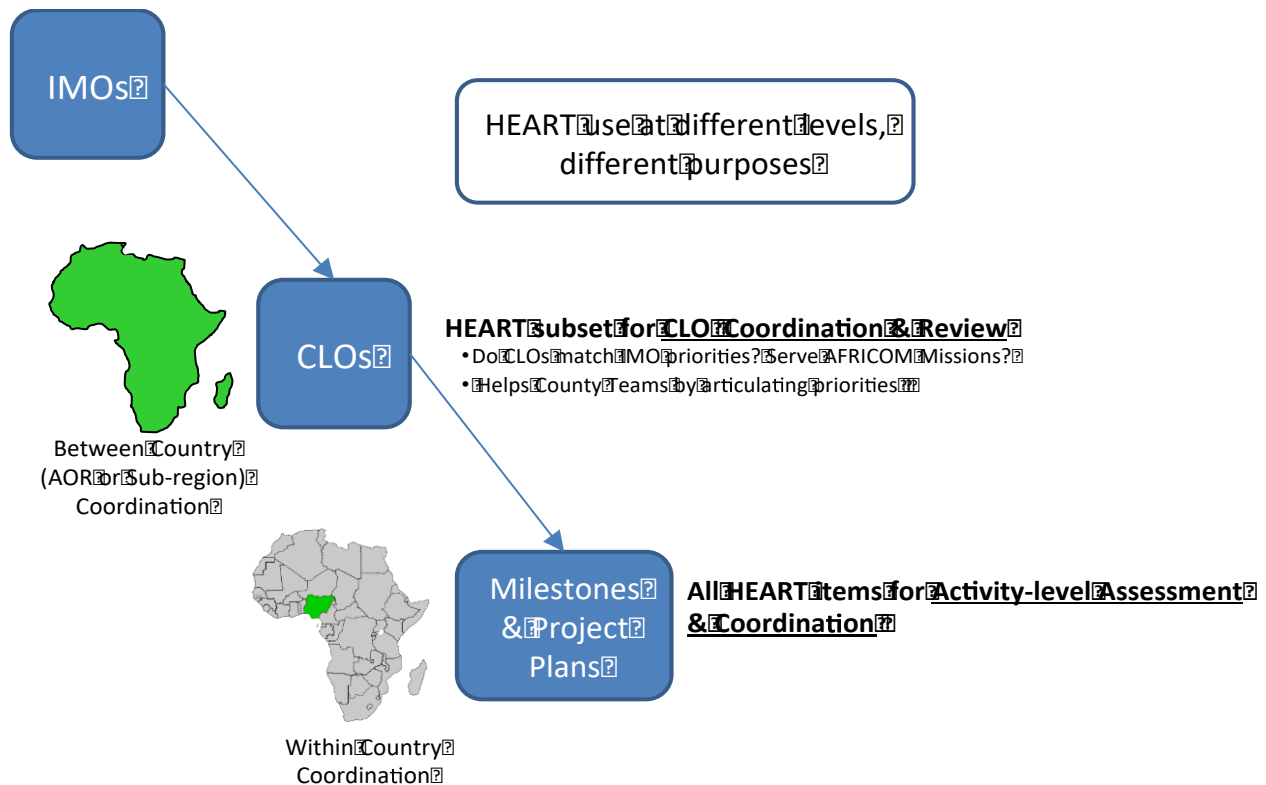 IMOs
HEART use at different levels,
different purposes
CLOs
HEART subset for CLO Coordination & Review
• Do CLOs match IMO priorities? Serve AFRICOM Missions?
• Helps County Teams by articulating priorities
Between Country
(AOR or Sub-region)
Coordination
Milestones
& Project
Plans
All HEART items for Activity-level Assessment
& Coordination
Within Country
Coordination